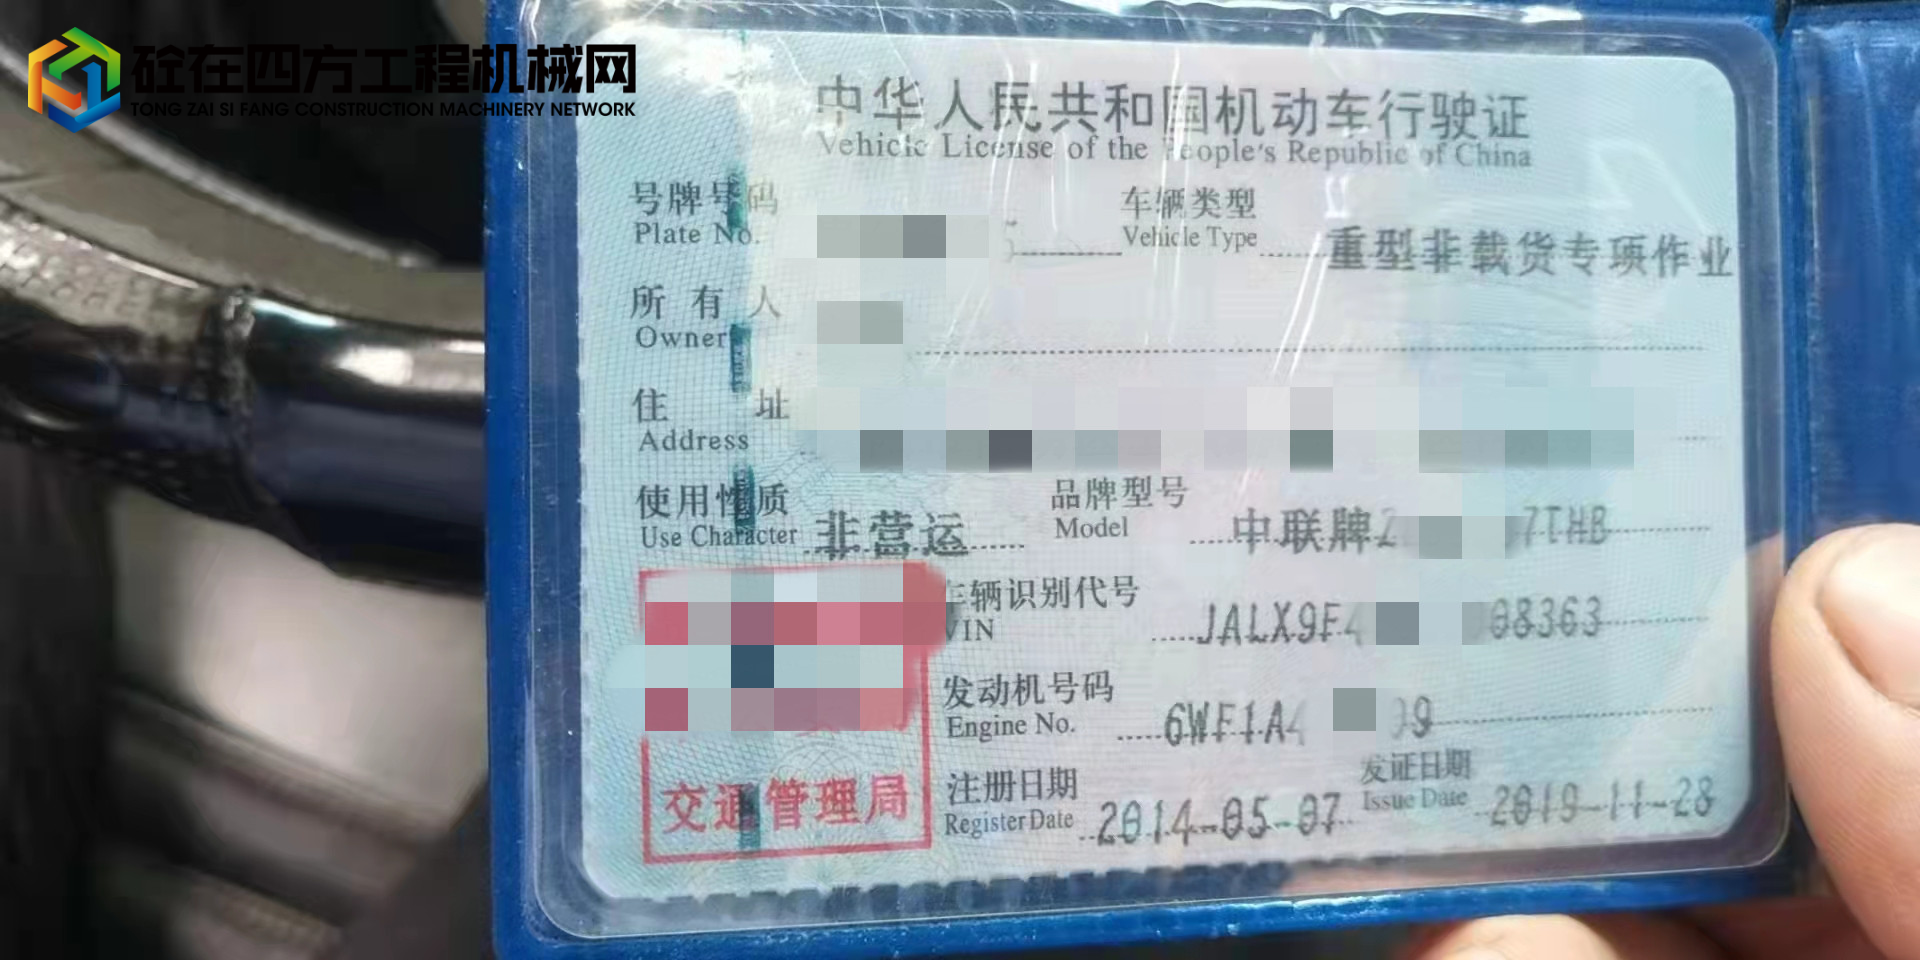 砼在四方工程机械网
TONG ZAI SI FANG CONSTRUCTION MACHINERY NETWORK
中华人民共和国机动车行驶证
Vehicle License of the People's Republic of China
号牌号码
Plate No.
车辆类型
Vehicle Type
重型非载货专项作业
所有人
Owner
住址
Address
使用性质
Use Character
非营运
品牌型号
Model
中联牌Z 7THB
车辆识别代号
VIN
JALX9F4 08363
发动机号码
Engine No.
6WF1A4 99
交通管理局
注册日期
Register Date
2014-05-07
发证日期
Issue Date
2019-11-28